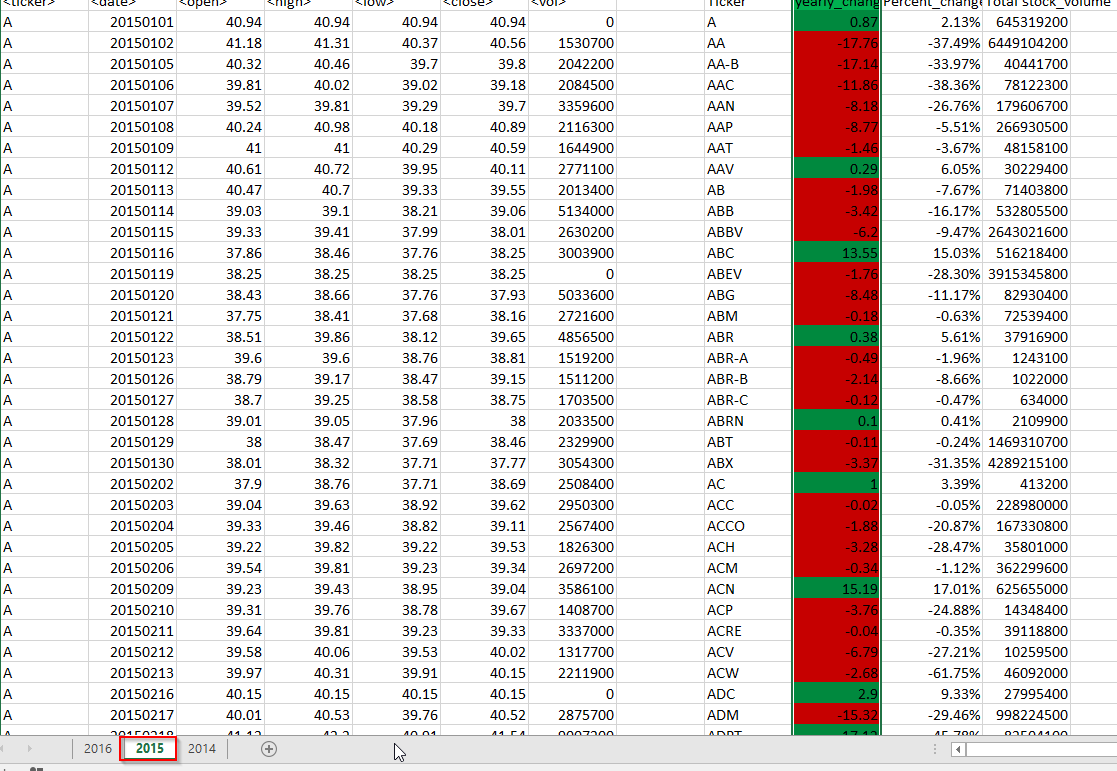 <ticker> <date> <open> <high> <low> <close> <vol> Ticker yearly_chang Percent_change Total stock_volume
A 20150101 40.94 40.94 40.94 40.94 0 A 0.87 2.13% 645319200
A 20150102 41.18 41.31 40.37 40.56 1530700 AA -17.76 -37.49% 6449104200
A 20150105 40.32 40.46 39.7 39.8 2042200 AA-B -17.14 -33.97% 40441700
A 20150106 39.81 40.02 39.02 39.18 2084500 AAC -11.86 -38.36% 78122300
A 20150107 39.52 39.81 39.29 39.7 3359600 AAN -8.18 -26.76% 179606700
A 20150108 40.24 40.98 40.18 40.89 2116300 AAP -8.77 -5.51% 266930500
A 20150109 41 41 40.29 40.59 1644900 AAT -1.46 -3.67% 48158100
A 20150112 40.61 40.72 39.95 40.11 2771100 AAV 0.29 6.05% 30229400
A 20150113 40.47 40.7 39.33 39.55 2013400 AB -1.98 -7.67% 71403800
A 20150114 39.03 39.1 38.21 39.06 5134000 ABB -3.42 -16.17% 532805500
A 20150115 39.33 39.41 37.99 38.01 2630200 ABBV -6.2 -9.47% 2643021600
A 20150116 37.86 38.46 37.76 38.25 3003900 ABC 13.55 15.03% 516218400
A 20150119 38.25 38.25 38.25 38.25 0 ABEV -1.76 -28.30% 3915345800
A 20150120 38.43 38.66 37.76 37.93 5033600 ABG -8.48 -11.17% 82930400
A 20150121 37.75 38.41 37.68 38.16 2721600 ABM -0.18 -0.63% 72539400
A 20150122 38.51 39.86 38.12 39.65 4856500 ABR 0.38 5.61% 37916900
A 20150123 39.6 39.6 38.76 38.81 1519200 ABR-A -0.49 -1.96% 1243100
A 20150126 38.79 39.17 38.47 39.15 1511200 ABR-B -2.14 -8.66% 1022000
A 20150127 38.7 39.25 38.58 38.75 1703500 ABR-C -0.12 -0.47% 634000
A 20150128 39.01 39.05 37.96 38 2033500 ABRN 0.1 0.41% 2109900
A 20150129 38 38.47 37.69 38.46 2329900 ABT -0.11 -0.24% 1469310700
A 20150130 38.01 38.32 37.71 37.77 3054300 ABX -3.37 -31.35% 4289215100
A 20150202 37.9 38.76 37.71 38.69 2508400 AC 1 3.39% 413200
A 20150203 39.04 39.63 38.92 39.62 2950300 ACC -0.02 -0.05% 228980000
A 20150204 39.33 39.46 38.82 39.11 2567400 ACCO -1.88 -20.87% 167330800
A 20150205 39.22 39.82 39.22 39.53 1826300 ACH -3.28 -28.47% 35801000
A 20150206 39.54 39.81 39.23 39.34 2697200 ACM -0.34 -1.12% 362299600
A 20150209 39.23 39.43 38.95 39.04 3586100 ACN 15.19 17.01% 625655000
A 20150210 39.31 39.76 38.78 39.67 1408700 ACP -3.76 -24.88% 14348400
A 20150211 39.64 39.81 39.23 39.33 3337000 ACRE -0.04 -0.35% 39118800
A 20150212 39.58 40.06 39.53 40.02 1317700 ACV -6.79 -27.21% 10259500
A 20150213 39.97 40.31 39.91 40.15 2211900 ACW -2.68 -61.75% 46092000
A 20150216 40.15 40.15 40.15 40.15 0 ADC 2.9 9.33% 27995400
A 20150217 40.01 40.53 39.76 40.52 2875700 ADM -15.32 -29.46% 998224500
2016 2015 2014